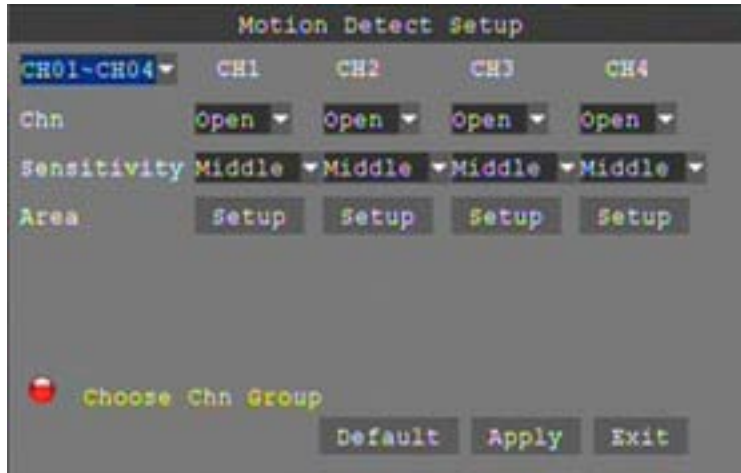 Motion Detect Setup
CH01~CH04 CH1 CH2 CH3 CH4
Chn Open Open Open Open
Sensitivity Middle Middle Middle Middle
Area Setup Setup Setup Setup
Choose Chn Group
Default Apply Exit